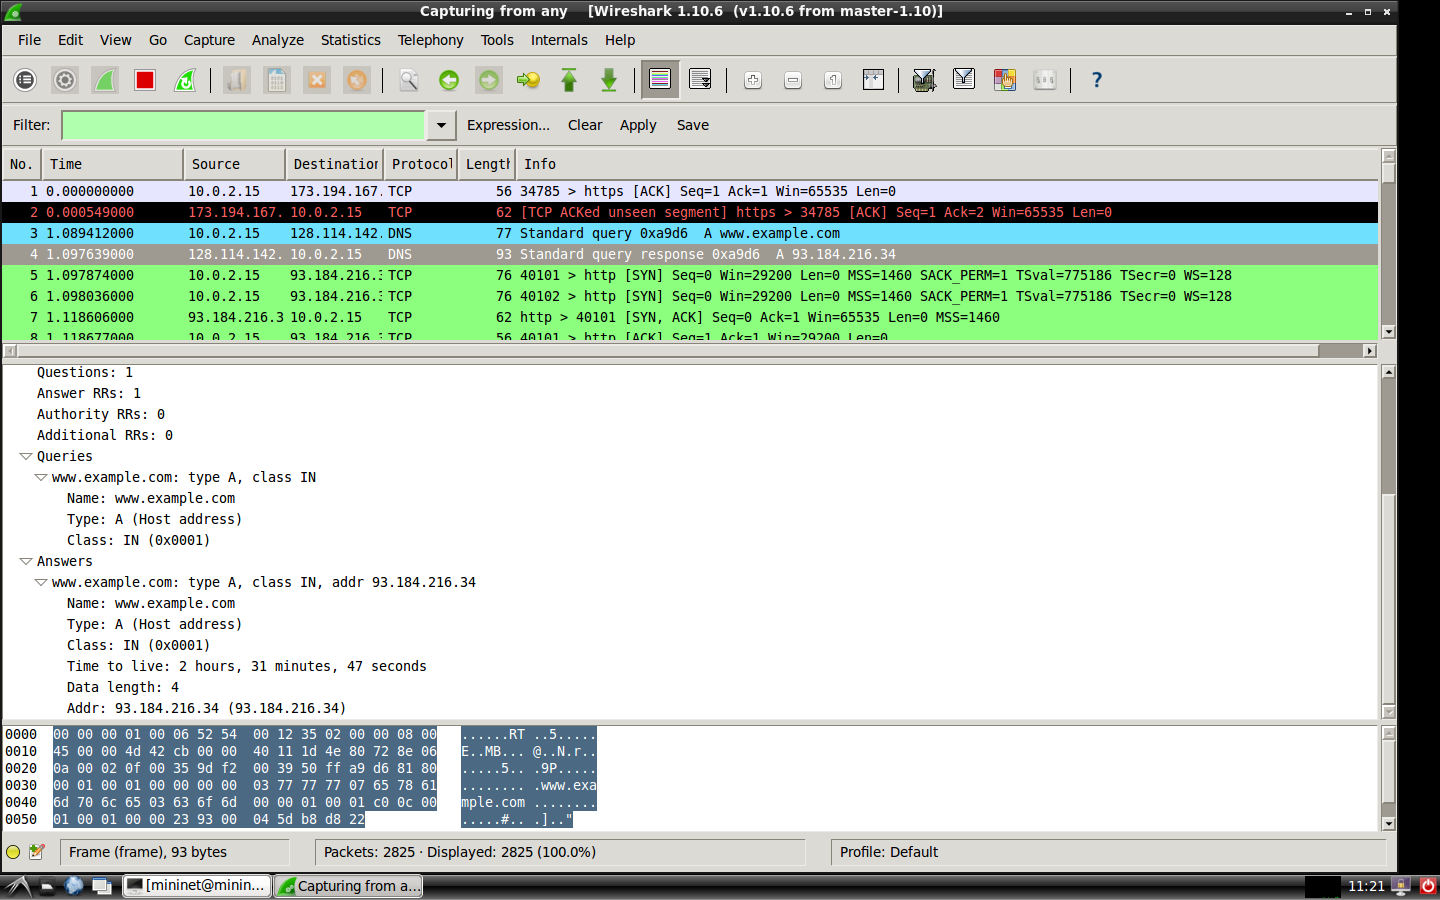 Capturing from any [Wireshark 1.10.6 (v1.10.6 from master-1.10)]
File Edit View Go Capture Analyze Statistics Telephony Tools Internals Help
Filter: Expression... Clear Apply Save
No. Time Source Destination Protocol Length Info
1 0.000000000 10.0.2.15 173.194.167. TCP 56 34785 > https [ACK] Seq=1 Ack=1 Win=65535 Len=0
2 0.000549000 173.194.167. 10.0.2.15 TCP 62 [TCP ACKed unseen segment] https > 34785 [ACK] Seq=1 Ack=2 Win=65535 Len=0
3 1.089412000 10.0.2.15 128.114.142. DNS 77 Standard query 0xa9d6 A www.example.com
4 1.097639000 128.114.142. 10.0.2.15 DNS 93 Standard query response 0xa9d6 A 93.184.216.34
5 1.097874000 10.0.2.15 93.184.216.3 TCP 76 40101 > http [SYN] Seq=0 Win=29200 Len=0 MSS=1460 SACK_PERM=1 TSval=775186 TSecr=0 WS=128
6 1.098036000 10.0.2.15 93.184.216.3 TCP 76 40102 > http [SYN] Seq=0 Win=29200 Len=0 MSS=1460 SACK_PERM=1 TSval=775186 TSecr=0 WS=128
7 1.118606000 93.184.216.3 10.0.2.15 TCP 62 http > 40101 [SYN, ACK] Seq=0 Ack=1 Win=65535 Len=0 MSS=1460
8 1.118677000 10.0.2.15 93.184.216.3 TCP 56 40101 > http [ACK] Seq=1 Ack=1 Win=29200 Len=0
Questions: 1
Answer RRs: 1
Authority RRs: 0
Additional RRs: 0
Queries
www.example.com: type A, class IN
Name: www.example.com
Type: A (Host address)
Class: IN (0x0001)
Answers
www.example.com: type A, class IN, addr 93.184.216.34
Name: www.example.com
Type: A (Host address)
Class: IN (0x0001)
Time to live: 2 hours, 31 minutes, 47 seconds
Data length: 4
Addr: 93.184.216.34 (93.184.216.34)
0000 00 00 00 01 00 06 52 54 00 12 35 02 00 00 08 00 ......RT ..5.....
0010 45 00 00 4d 42 cb 00 00 40 11 1d 4e 80 72 8e 06 E..MB... @..N.r..
0020 0a 00 02 0f 00 35 9d f2 00 39 50 ff a9 d6 81 80 .....5.. .9P.....
0030 00 01 00 01 00 00 00 00 03 77 77 77 07 65 78 61 ........ .www.exa
0040 6d 70 6c 65 03 63 6f 6d 00 00 01 00 01 c0 0c 00 mple.com ........
0050 01 00 01 00 00 23 93 00 04 5d b8 d8 22 .....#.. .].."
Frame (frame), 93 bytes Packets: 2825 · Displayed: 2825 (100.0%) Profile: Default
[mininet@minin... Capturing from a... 11:21